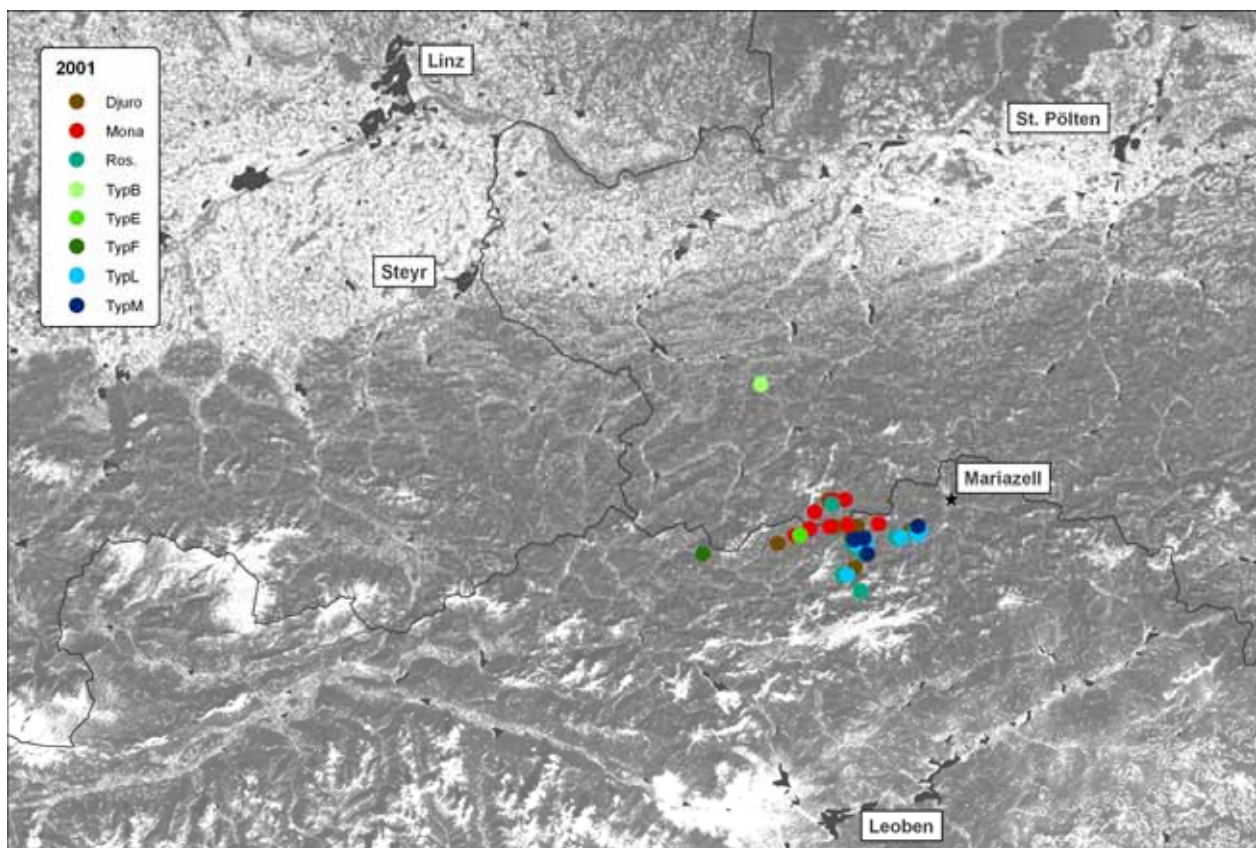 2001
Djuro
Mona
Ros.
TypB
TypE
TypF
TypL
TypM
Linz
St. Pölten
Steyr
Mariazell
Leoben